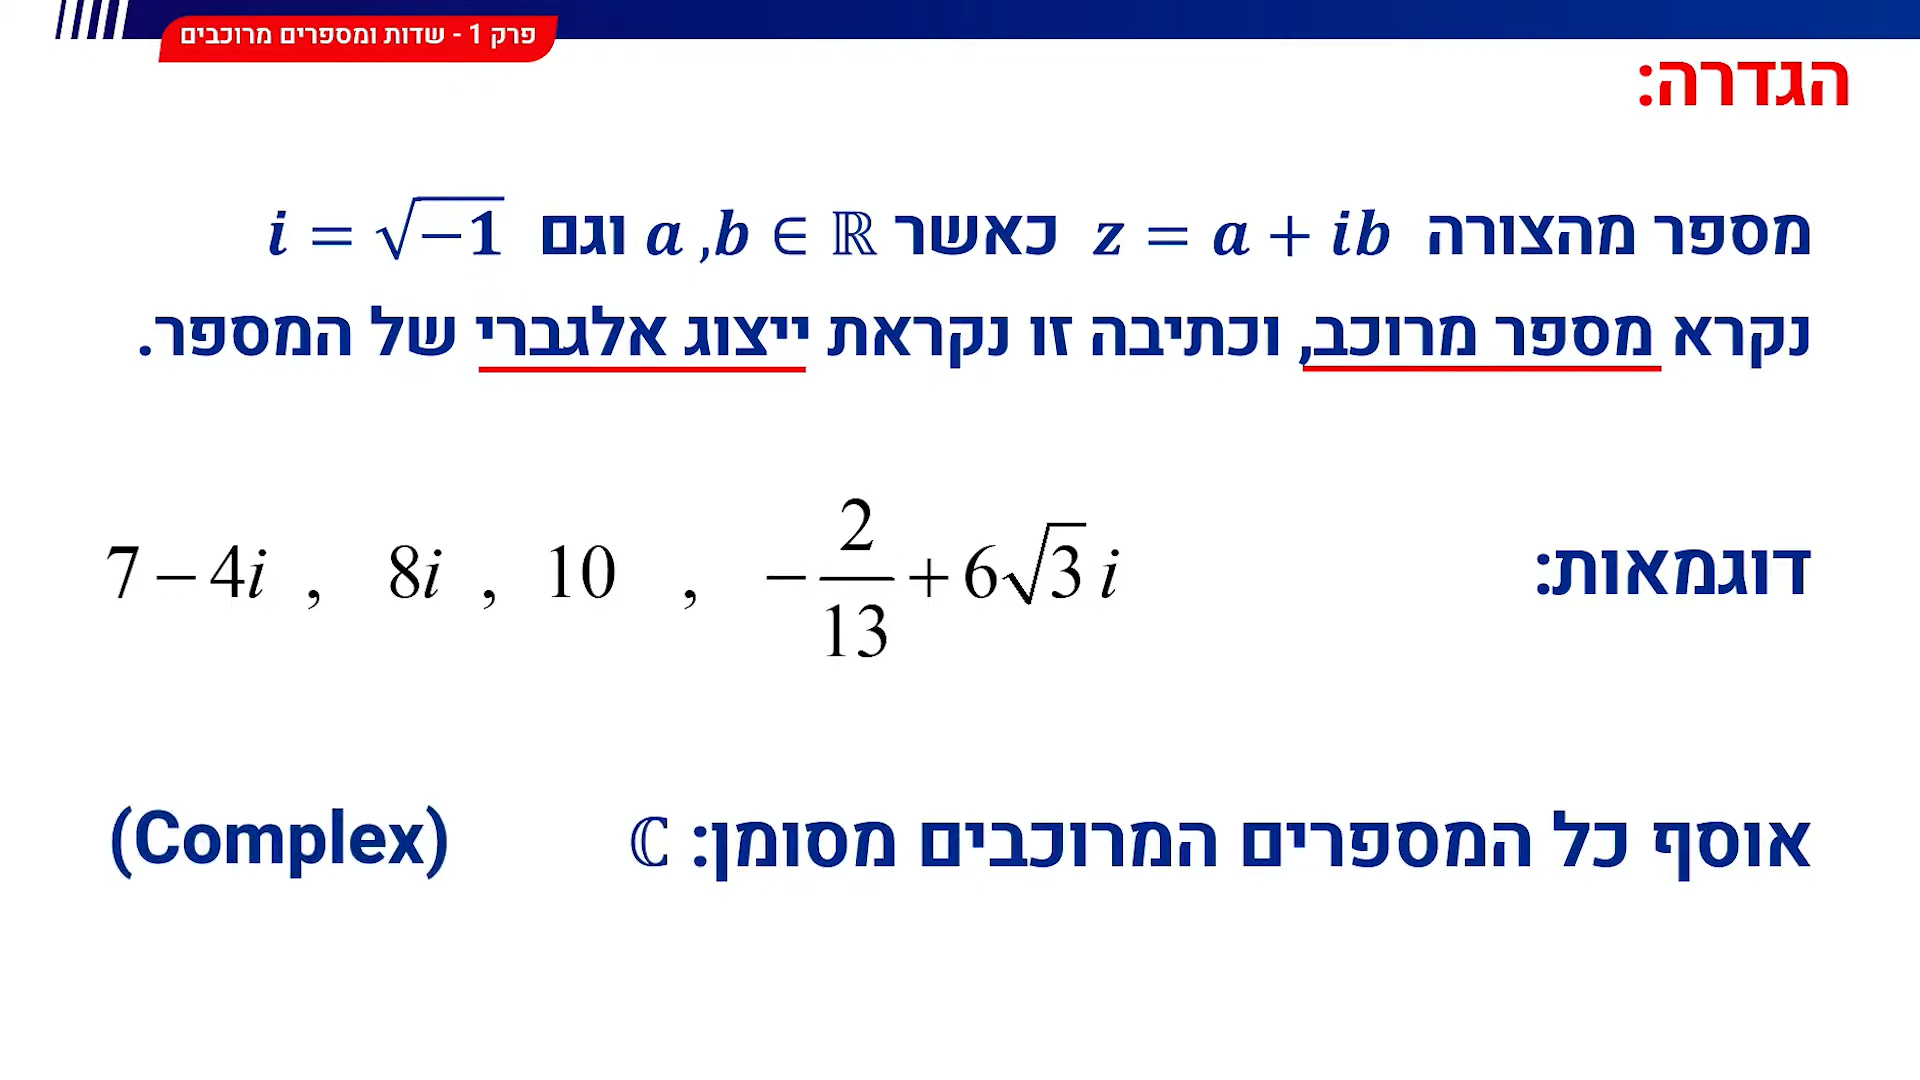 פרק 1 - שדות ומספרים מרוכבים
הגדרה:
מספר מהצורה z = a + ib כאשר a ,b ∈ ℝ וגם i = √−1
נקרא מספר מרוכב, וכתיבה זו נקראת ייצוג אלגברי של המספר.
דוגמאות: 7 − 4i , 8i , 10 , −2/13 + 6√3 i
אוסף כל המספרים המרוכבים מסומן: ℂ (Complex)